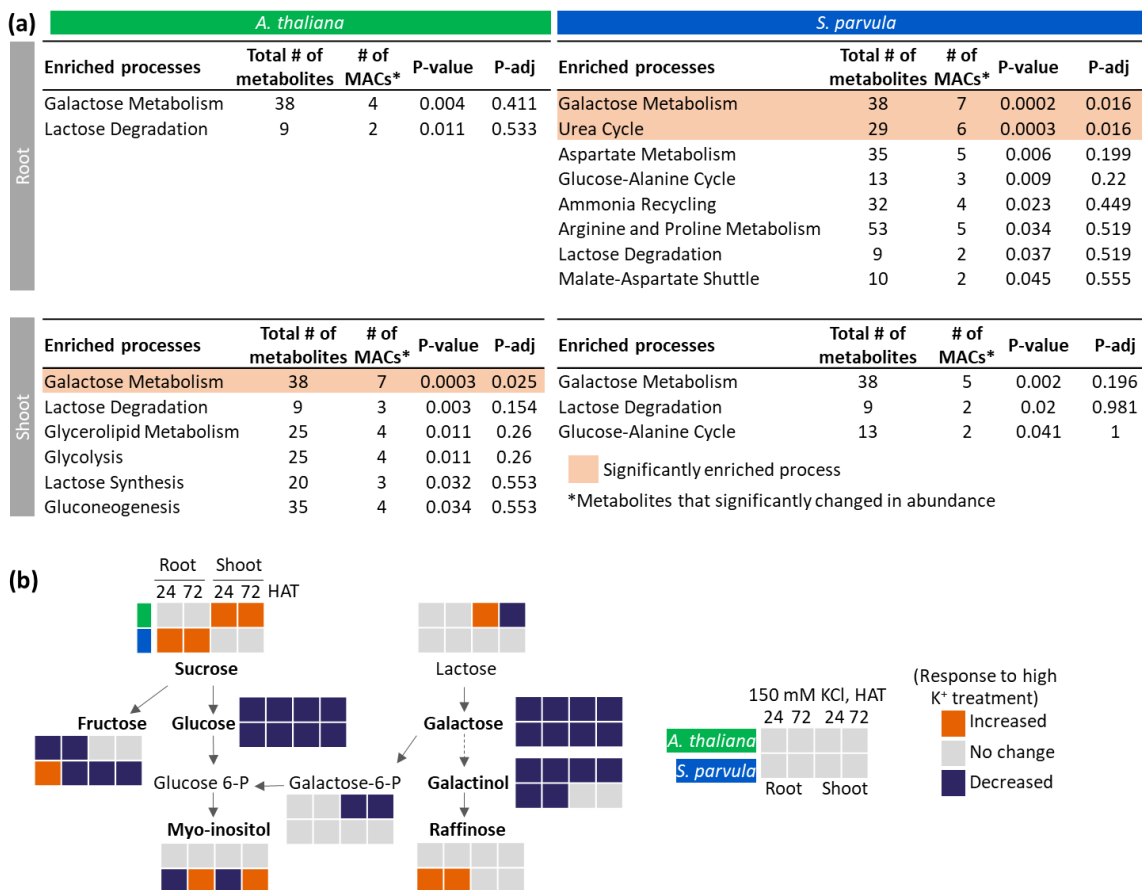 (a)
A. thaliana
S. parvula
Root
Enriched processes Total # of metabolites # of MACs* P-value P-adj
Galactose Metabolism 38 4 0.004 0.411
Lactose Degradation 9 2 0.011 0.533
Enriched processes Total # of metabolites # of MACs* P-value P-adj
Galactose Metabolism 38 7 0.0002 0.016
Urea Cycle 29 6 0.0003 0.016
Aspartate Metabolism 35 5 0.006 0.199
Glucose-Alanine Cycle 13 3 0.009 0.22
Ammonia Recycling 32 4 0.023 0.449
Arginine and Proline Metabolism 53 5 0.034 0.519
Lactose Degradation 9 2 0.037 0.519
Malate-Aspartate Shuttle 10 2 0.045 0.555
Shoot
Enriched processes Total # of metabolites # of MACs* P-value P-adj
Galactose Metabolism 38 7 0.0003 0.025
Lactose Degradation 9 3 0.003 0.154
Glycerolipid Metabolism 25 4 0.011 0.26
Glycolysis 25 4 0.011 0.26
Lactose Synthesis 20 3 0.032 0.553
Gluconeogenesis 35 4 0.034 0.553
Enriched processes Total # of metabolites # of MACs* P-value P-adj
Galactose Metabolism 38 5 0.002 0.196
Lactose Degradation 9 2 0.02 0.981
Glucose-Alanine Cycle 13 2 0.041 1
Significantly enriched process
*Metabolites that significantly changed in abundance
(b)
Root Shoot
24 72 24 72 HAT
Sucrose
Lactose
Fructose
Glucose
Galactose
Glucose 6-P
Galactose-6-P
Galactinol
Myo-inositol
Raffinose
150 mM KCl, HAT
24 72 24 72
A. thaliana
S. parvula
Root Shoot
(Response to high
K⁺ treatment)
Increased
No change
Decreased